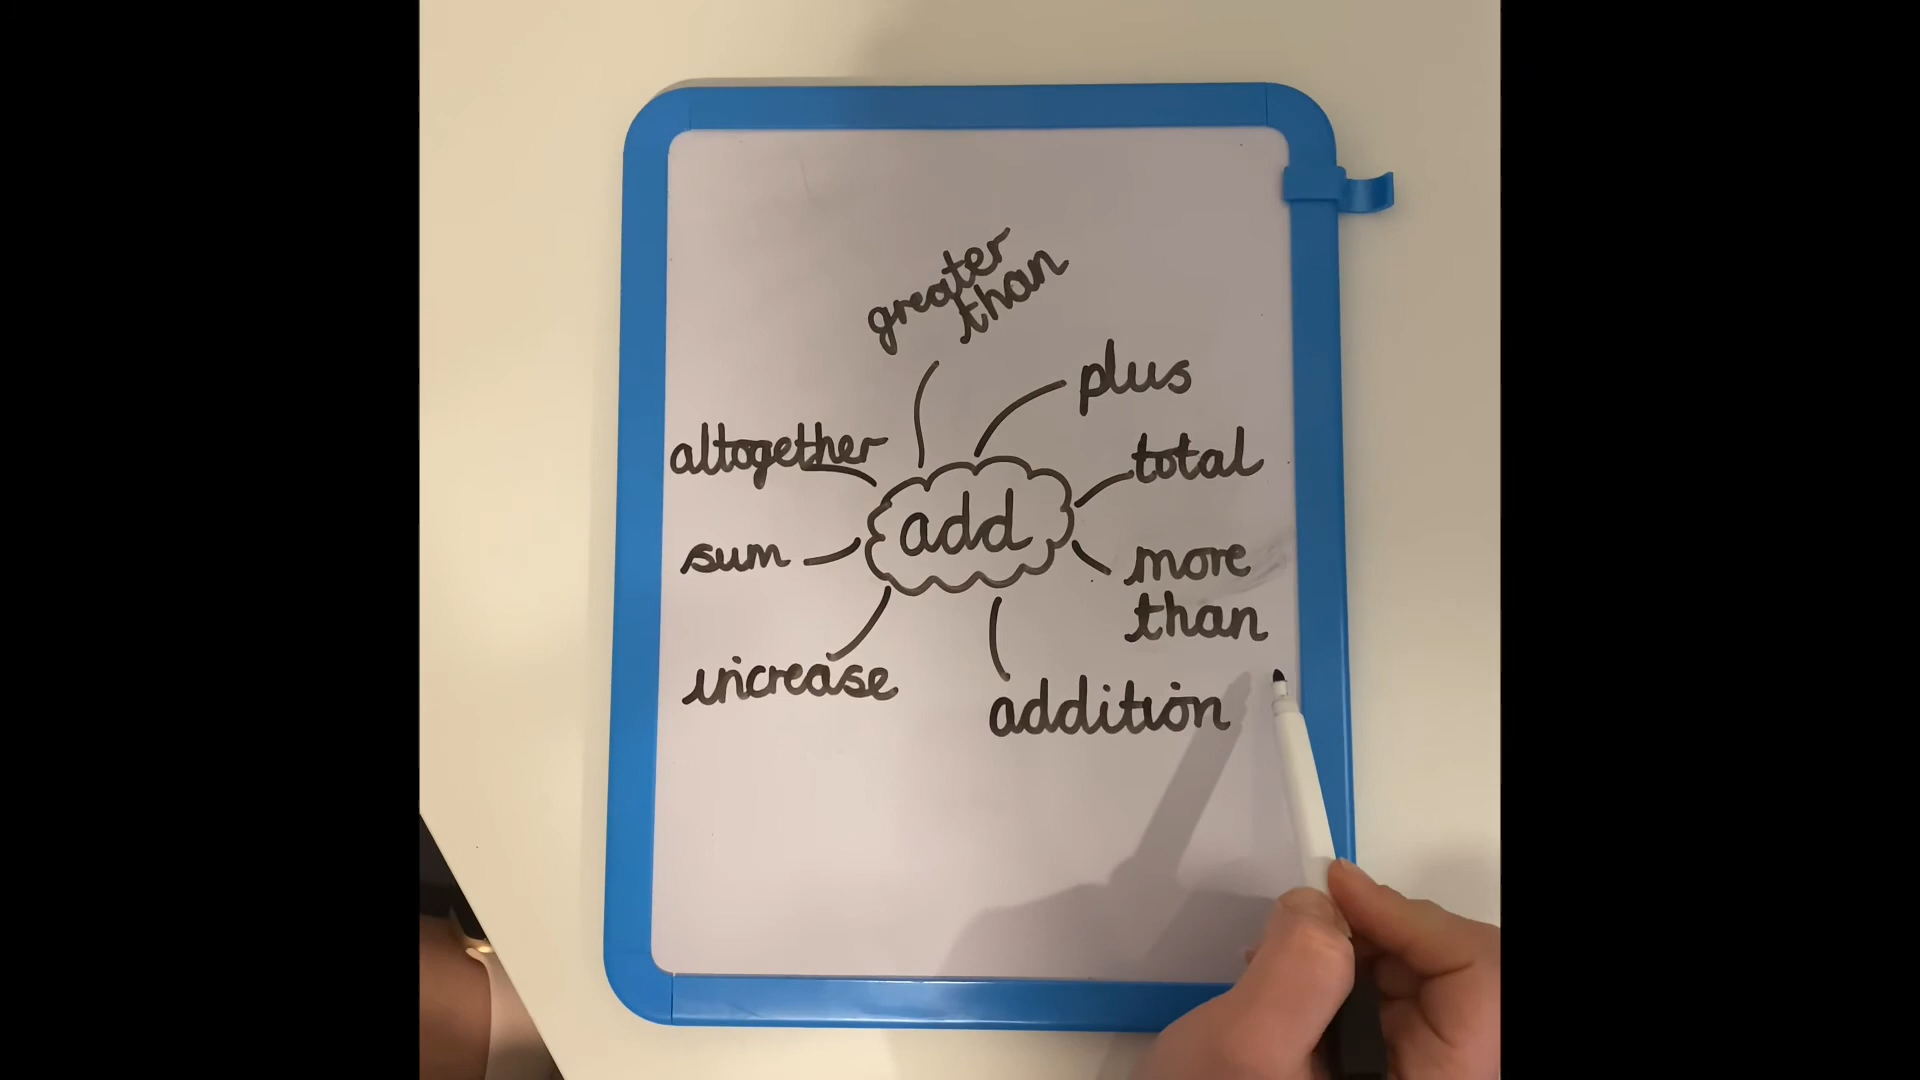 greater
than
plus
altogether
total
add
sum
more
than
increase
addition